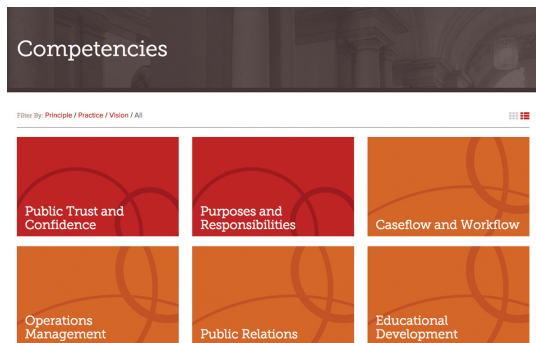 Competencies
Filter By: Principle / Practice / Vision / All
Public Trust and
Confidence
Purposes and
Responsibilities
Caseflow and Workflow
Operations
Management
Public Relations
Educational
Development